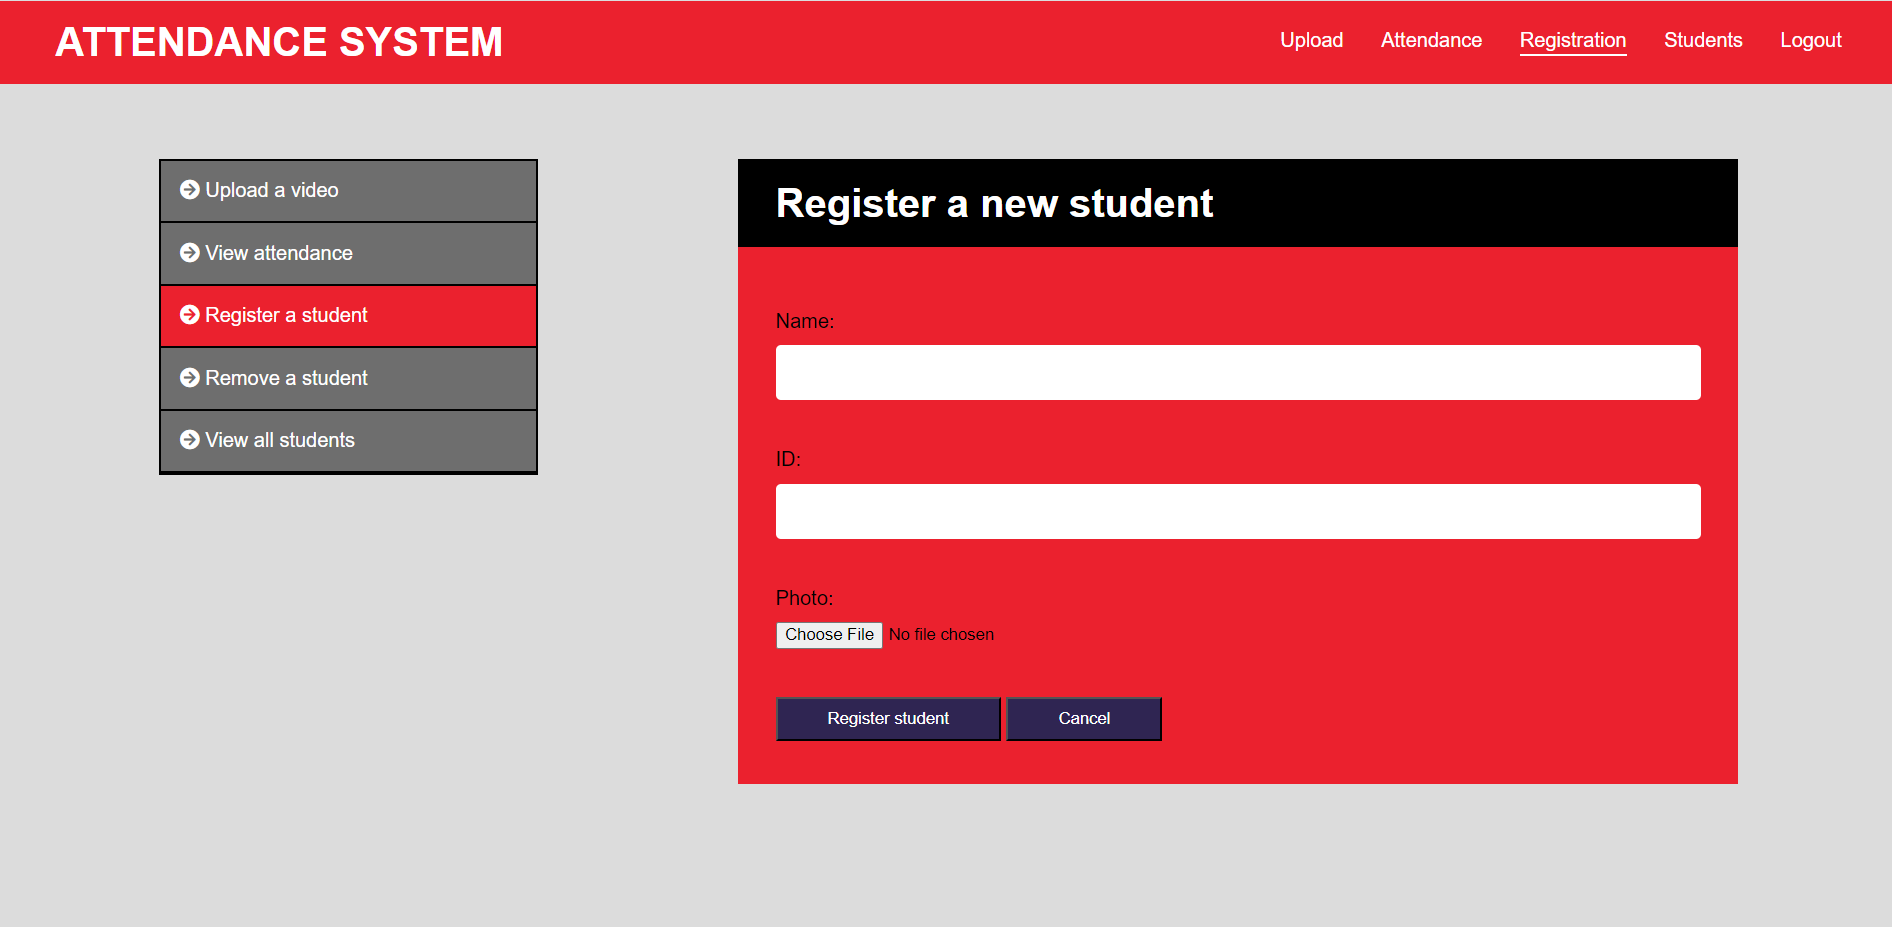 ATTENDANCE SYSTEM
Upload Attendance Registration Students Logout
Upload a video
View attendance
Register a student
Remove a student
View all students
Register a new student
Name:
ID:
Photo:
Choose File No file chosen
Register student Cancel